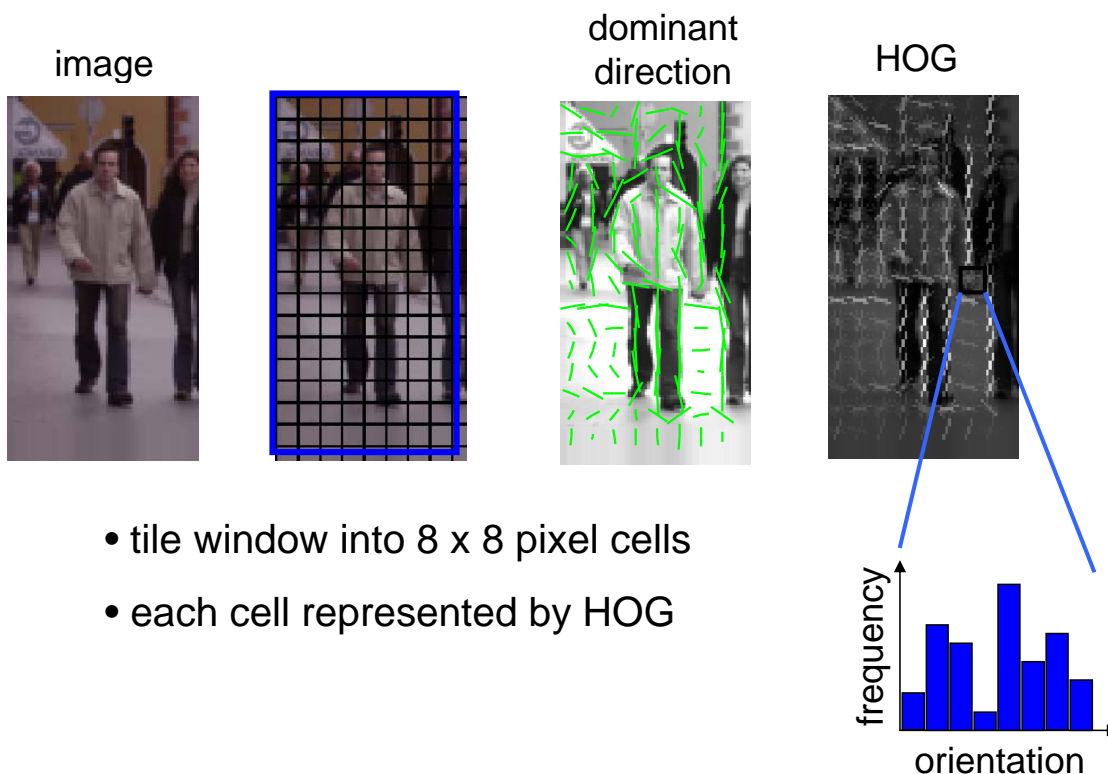 image
dominant
direction
HOG
• tile window into 8 x 8 pixel cells
• each cell represented by HOG
frequency
orientation